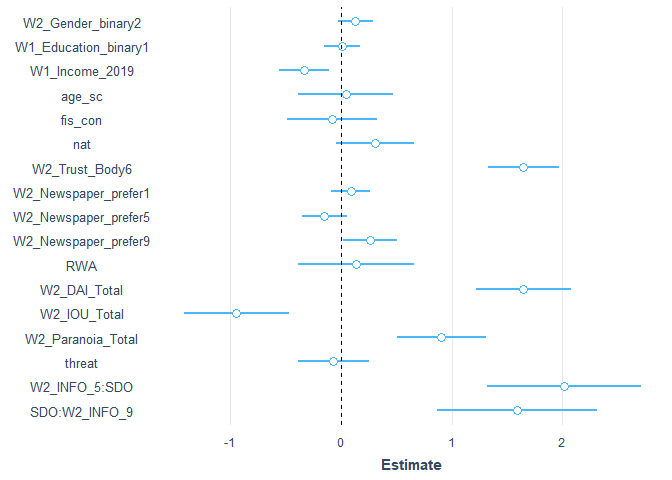 W2_Gender_binary2
W1_Education_binary1
W1_Income_2019
age_sc
fis_con
nat
W2_Trust_Body6
W2_Newspaper_prefer1
W2_Newspaper_prefer5
W2_Newspaper_prefer9
RWA
W2_DAI_Total
W2_IOU_Total
W2_Paranoia_Total
threat
W2_INFO_5:SDO
SDO:W2_INFO_9
-1 0 1 2
Estimate